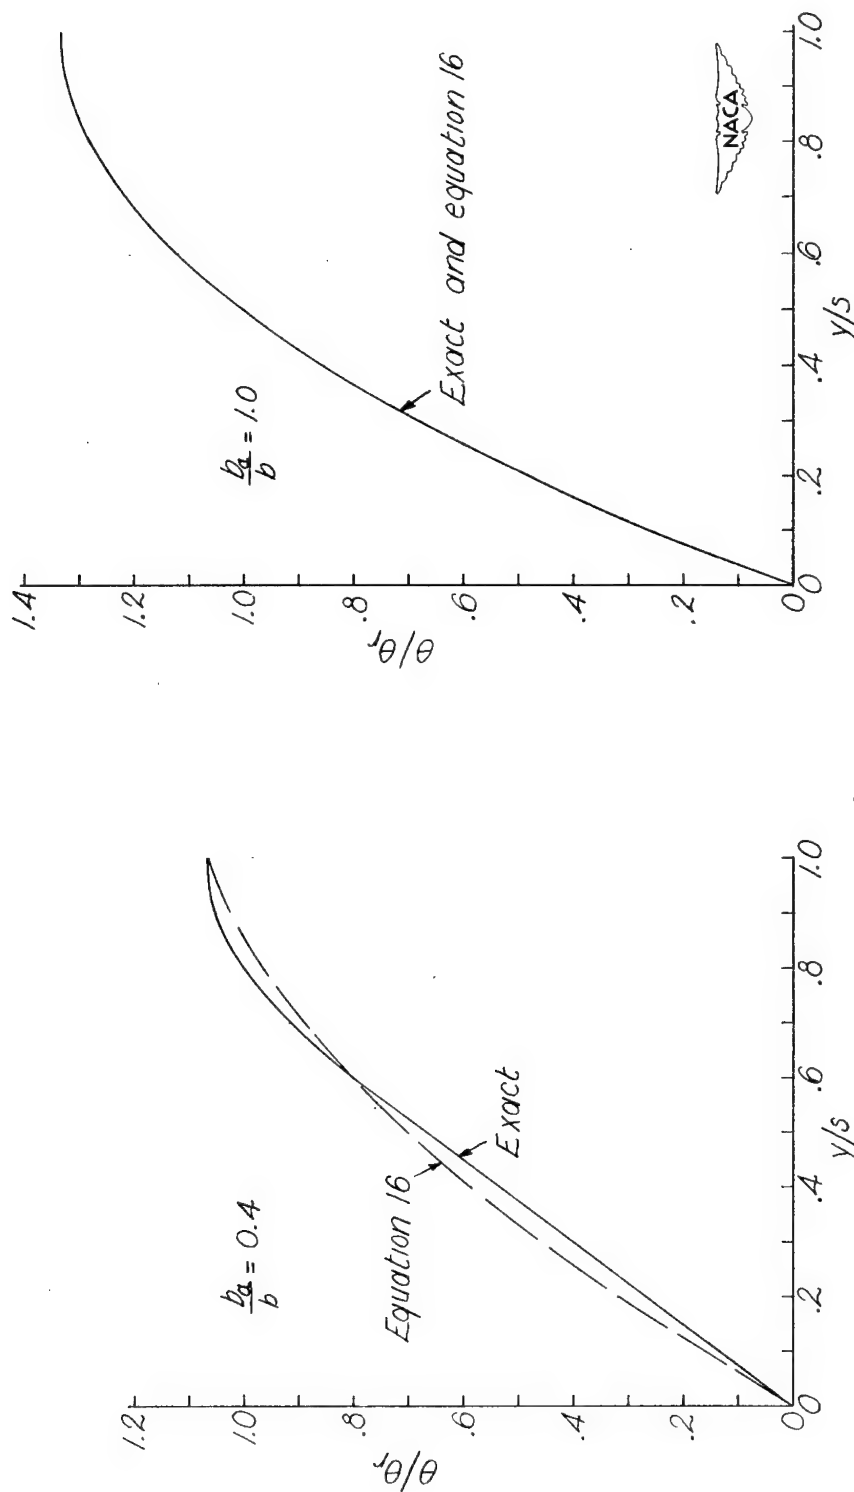 1.2
1.0
.8
.6
.4
.2
0
θ/θr
ba/b = 0.4
Equation 16
Exact
.2
.4
.6
.8
1.0
y/s
1.4
1.2
1.0
.8
.6
.4
.2
0
θ/θr
ba/b = 1.0
Exact and equation 16
NACA
.2
.4
.6
.8
1.0
y/s